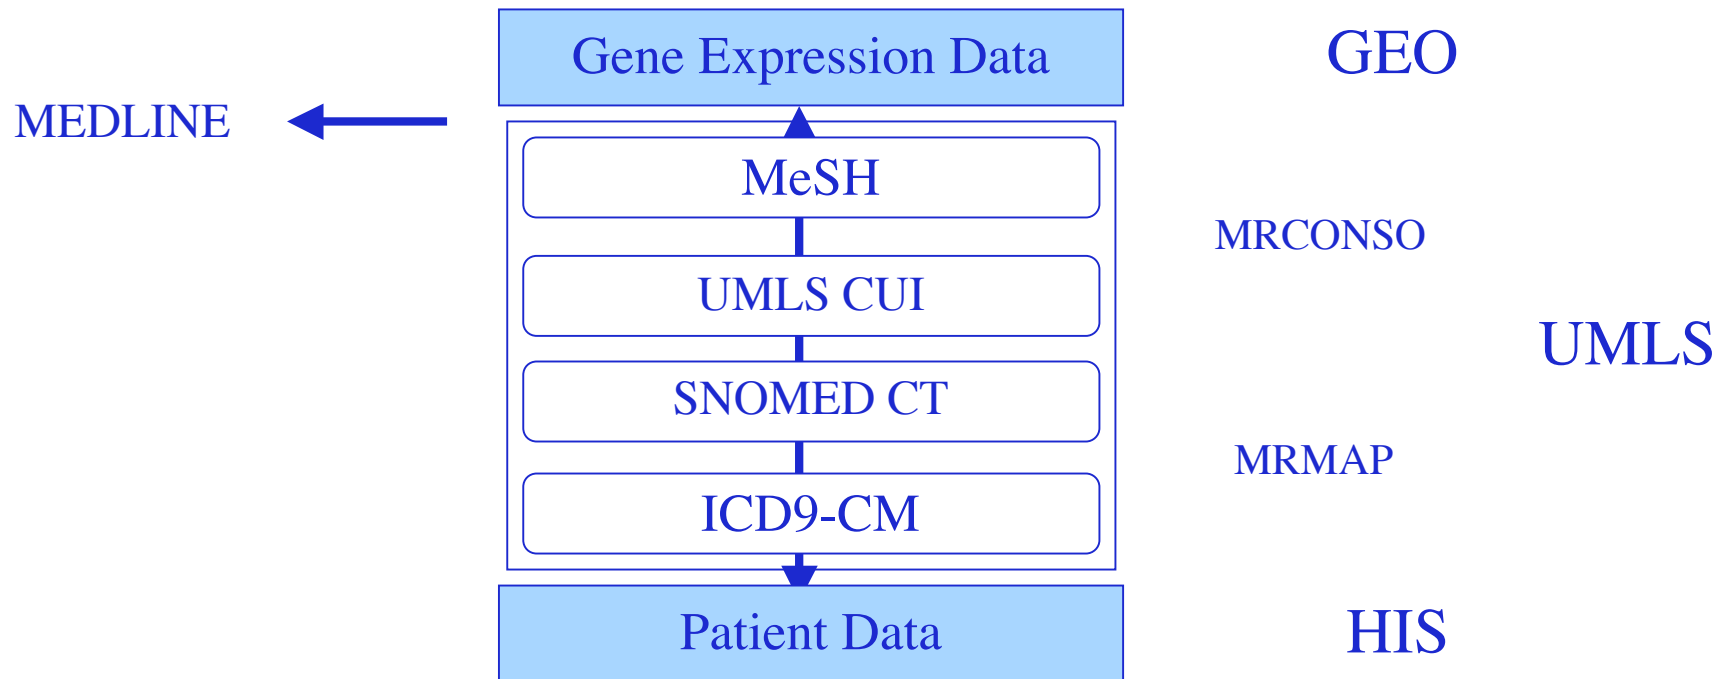 Gene Expression Data
GEO
MEDLINE
MeSH
MRCONSO
UMLS CUI
UMLS
SNOMED CT
MRMAP
ICD9-CM
Patient Data
HIS